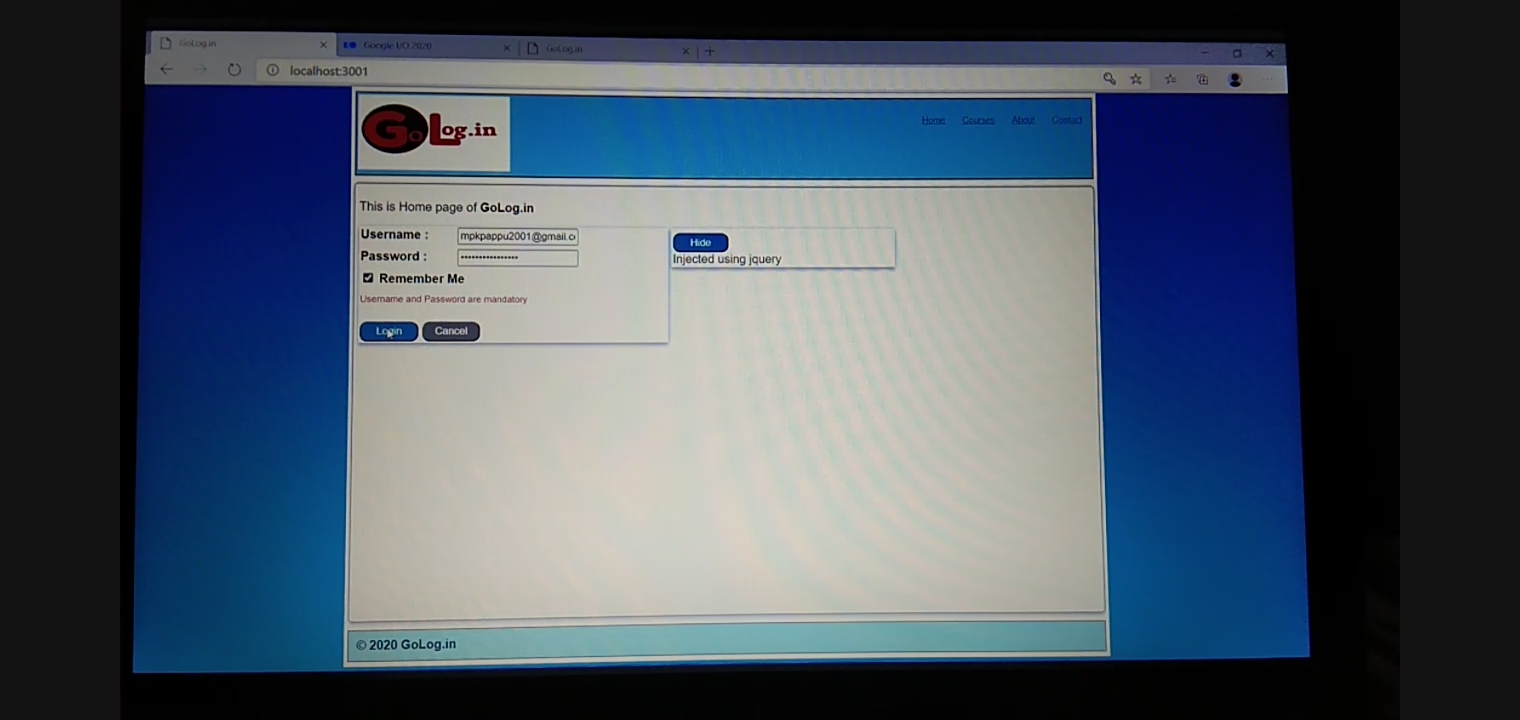 GoLog.in Google I/O 2020 GoLog.in
localhost:3001
GoLog.in
Home Courses About Contact
This is Home page of GoLog.in
Username : mpkpappu2001@gmail.c
Hide
Password :
Injected using jquery
Remember Me
Username and Password are mandatory
Login Cancel
© 2020 GoLog.in